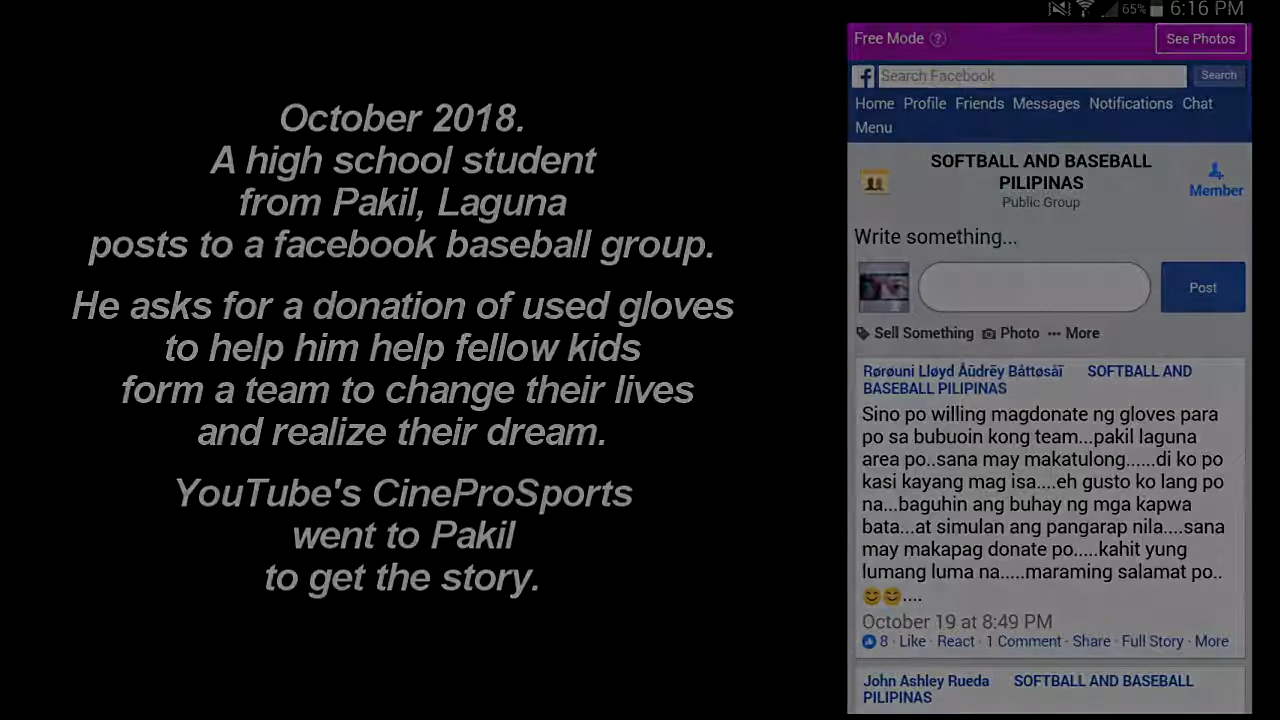 October 2018.
A high school student
from Pakil, Laguna
posts to a facebook baseball group.
He asks for a donation of used gloves
to help him help fellow kids
form a team to change their lives
and realize their dream.
YouTube's CineProSports
went to Pakil
to get the story.
65% 6:16 PM
Free Mode ? See Photos
f Search Facebook Search
Home Profile Friends Messages Notifications Chat
Menu
SOFTBALL AND BASEBALL
PILIPINAS
Public Group
Member
Write something...
Post
Sell Something Photo ••• More
Rørøuni Lløyd Åūdrēy Båttøsåī SOFTBALL AND
BASEBALL PILIPINAS
Sino po willing magdonate ng gloves para
po sa bubuoin kong team...pakil laguna
area po..sana may makatulong......di ko po
kasi kayang mag isa....eh gusto ko lang po
na...baguhin ang buhay ng mga kapwa
bata...at simulan ang pangarap nila....sana
may makapag donate po.....kahit yung
lumang luma na.....maraming salamat po..
😊😊....
October 19 at 8:49 PM
8 · Like · React · 1 Comment · Share · Full Story · More
John Ashley Rueda SOFTBALL AND BASEBALL
PILIPINAS